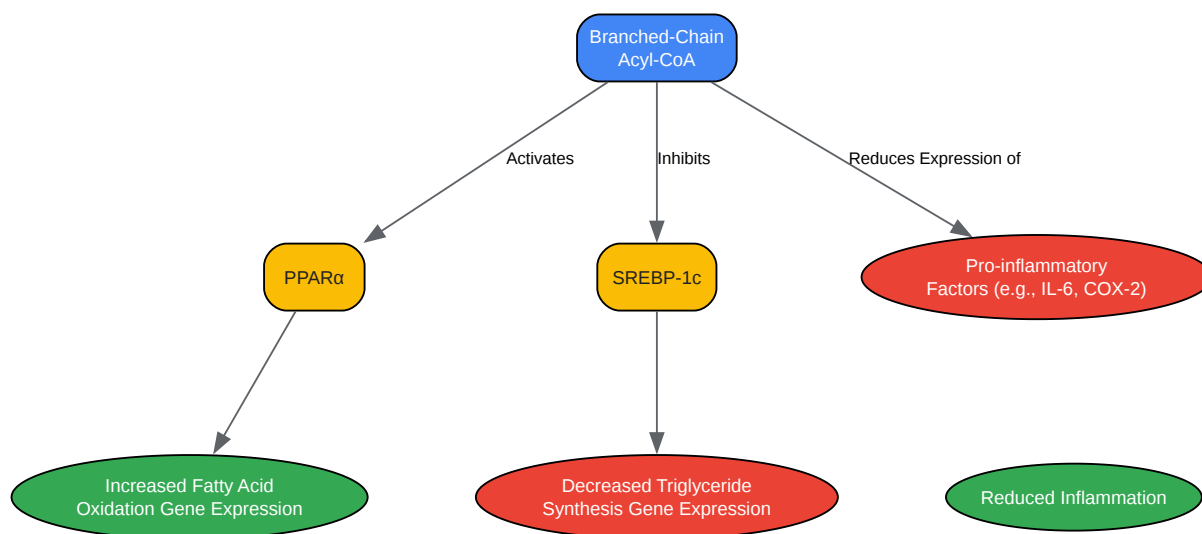 Branched-Chain
Acyl-CoA
Activates
Inhibits
Reduces Expression of
PPARα
SREBP-1c
Pro-inflammatory
Factors (e.g., IL-6, COX-2)
Increased Fatty Acid
Oxidation Gene Expression
Decreased Triglyceride
Synthesis Gene Expression
Reduced Inflammation